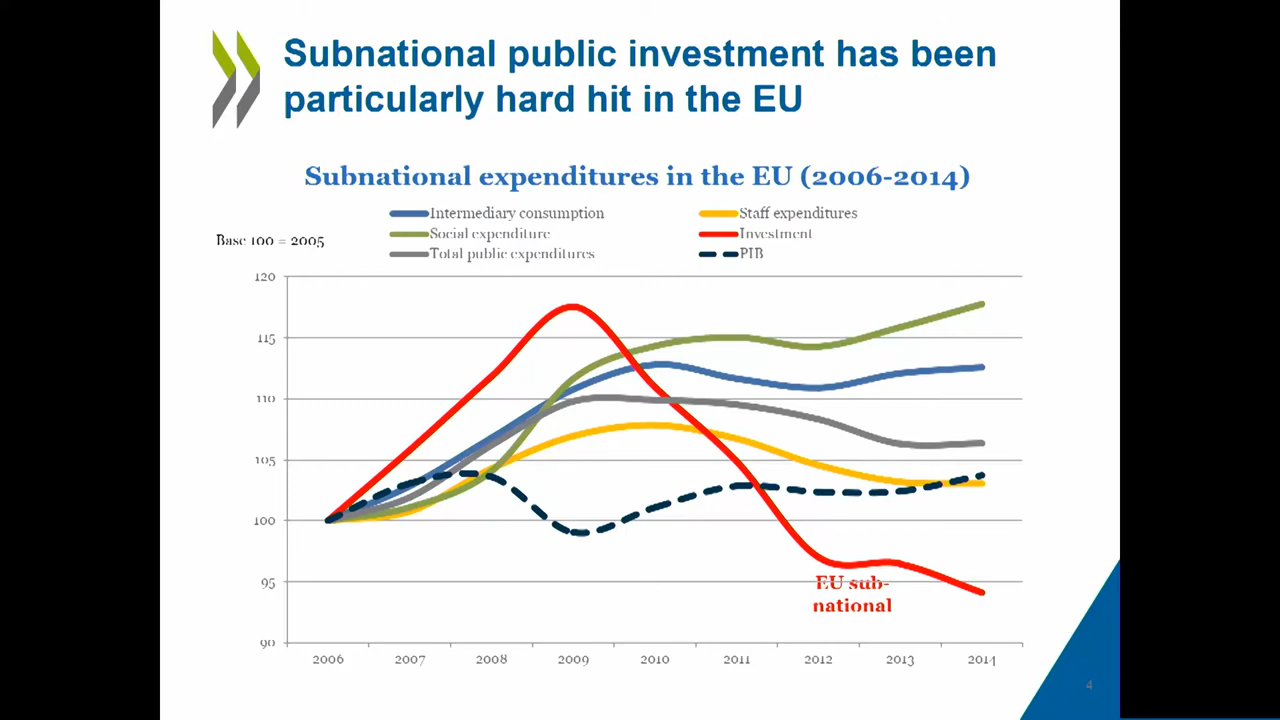 Subnational public investment has been
particularly hard hit in the EU
Subnational expenditures in the EU (2006-2014)
Intermediary consumption
Staff expenditures
Social expenditure
Investment
Total public expenditures
PIB
Base 100 = 2005
120
115
110
105
100
95
90
EU sub-
national
2006 2007 2008 2009 2010 2011 2012 2013 2014
4